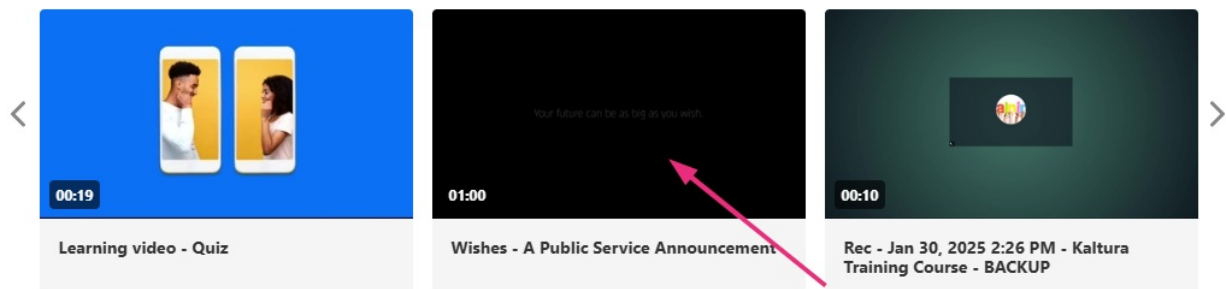 Your future can be as big as you wish.
00:19
01:00
00:10
Learning video - Quiz
Wishes - A Public Service Announcement
Rec - Jan 30, 2025 2:26 PM - Kaltura
Training Course - BACKUP